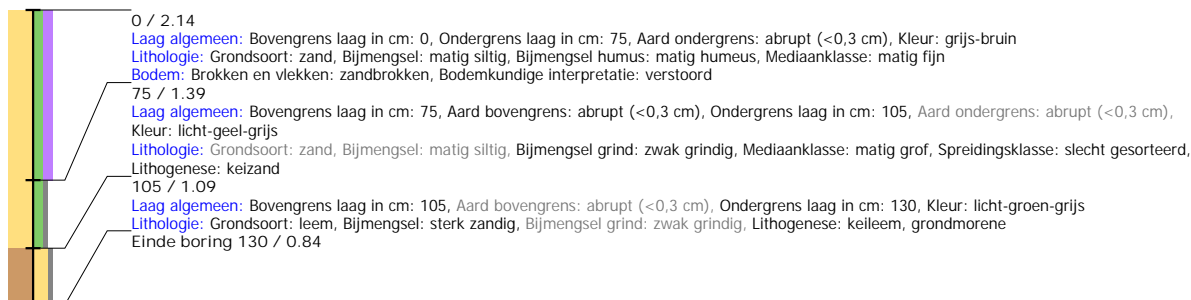 0 / 2.14
Laag algemeen: Bovengrens laag in cm: 0, Ondergrens laag in cm: 75, Aard ondergrens: abrupt (<0,3 cm), Kleur: grijs-bruin
Lithologie: Grondsoort: zand, Bijmengsel: matig siltig, Bijmengsel humus: matig humeus, Mediaanklasse: matig fijn
Bodem: Brokken en vlekken: zandbrokken, Bodemkundige interpretatie: verstoord
75 / 1.39
Laag algemeen: Bovengrens laag in cm: 75, Aard bovengrens: abrupt (<0,3 cm), Ondergrens laag in cm: 105, Aard ondergrens: abrupt (<0,3 cm),
Kleur: licht-geel-grijs
Lithologie: Grondsoort: zand, Bijmengsel: matig siltig, Bijmengsel grind: zwak grindig, Mediaanklasse: matig grof, Spreidingsklasse: slecht gesorteerd,
Lithogenese: keizand
105 / 1.09
Laag algemeen: Bovengrens laag in cm: 105, Aard bovengrens: abrupt (<0,3 cm), Ondergrens laag in cm: 130, Kleur: licht-groen-grijs
Lithologie: Grondsoort: leem, Bijmengsel: sterk zandig, Bijmengsel grind: zwak grindig, Lithogenese: keileem, grondmorene
Einde boring 130 / 0.84